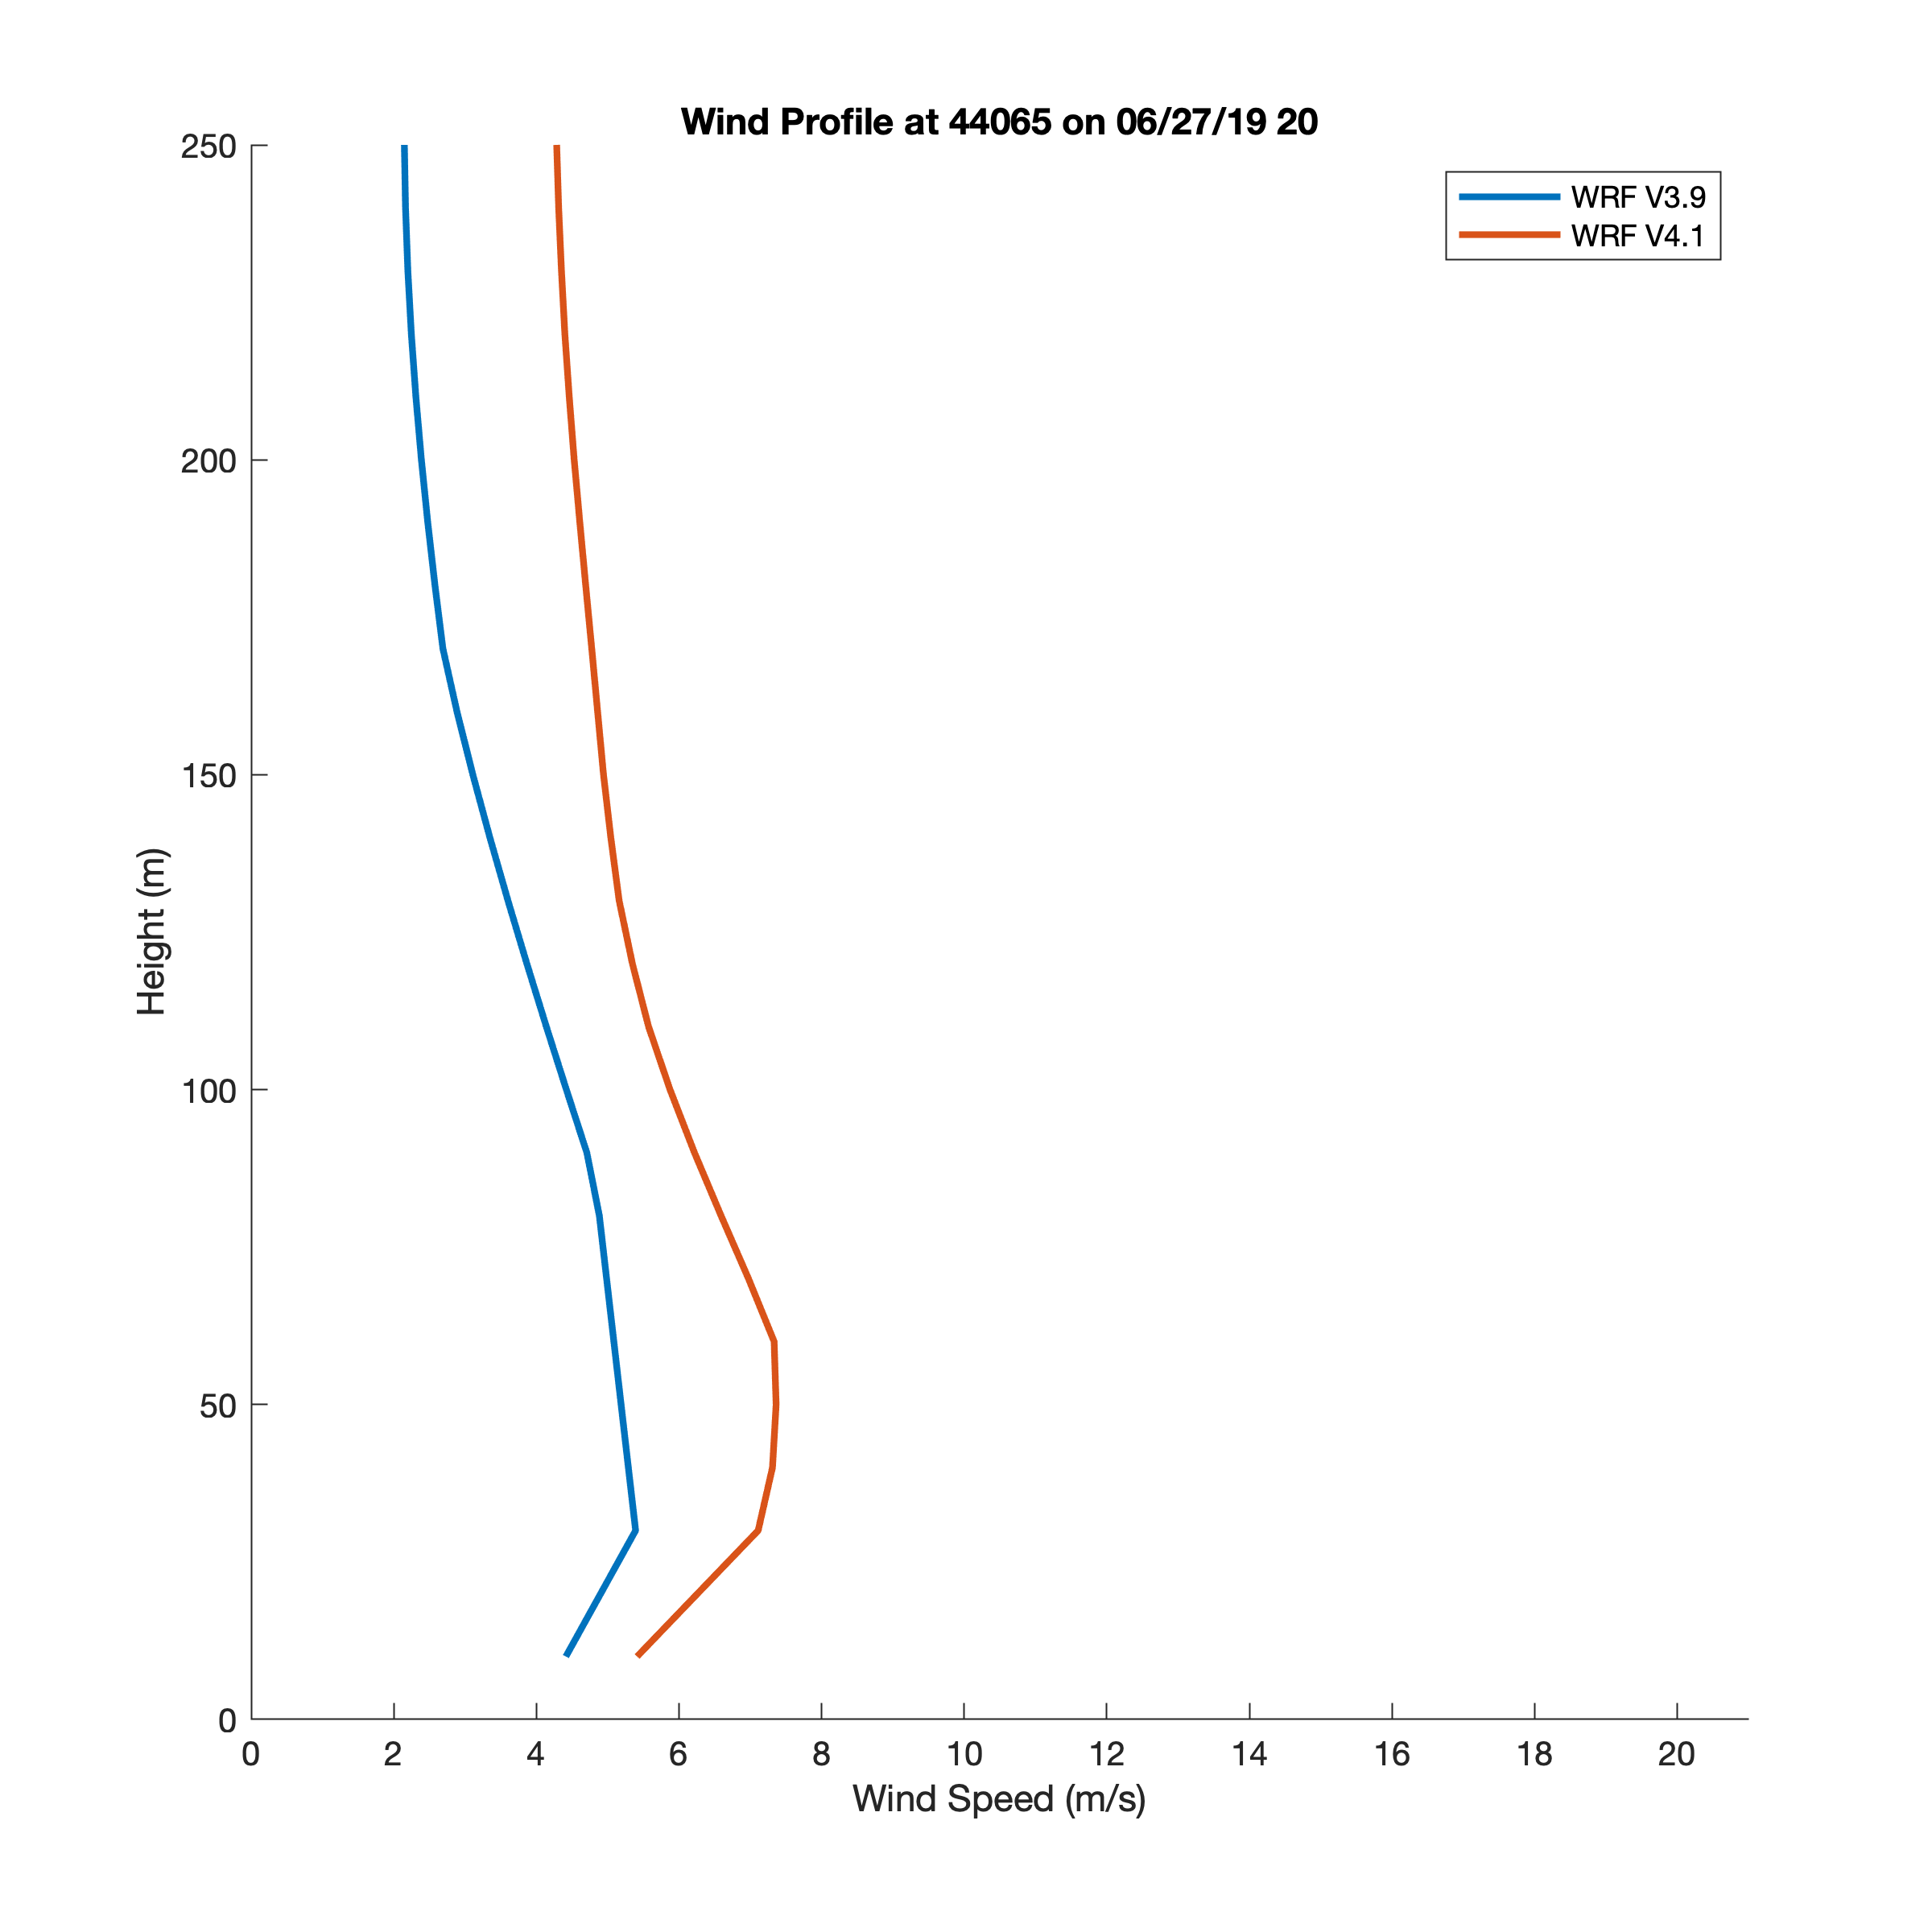 Wind Profile at 44065 on 06/27/19 20
WRF V3.9
WRF V4.1
250
200
150
100
50
0
Height (m)
0 2 4 6 8 10 12 14 16 18 20
Wind Speed (m/s)